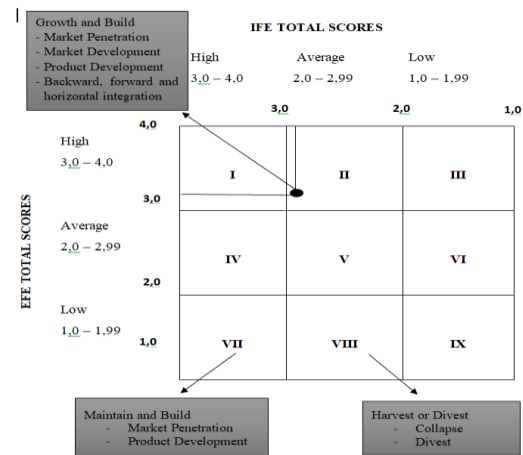 Growth and Build
- Market Penetration
- Market Development
- Product Development
- Backward, forward and
horizontal integration
IFE TOTAL SCORES
High
Average
Low
3,0 – 4,0
2,0 – 2,99
1,0 – 1,99
3,0
2,0
1,0
4,0
High
3,0 – 4,0
I
II
III
3,0
EFE TOTAL SCORES
Average
2,0 – 2,99
IV
V
VI
2,0
Low
1,0 – 1,99
1,0
VII
VIII
IX
Maintain and Build
- Market Penetration
- Product Development
Harvest or Divest
- Collapse
- Divest